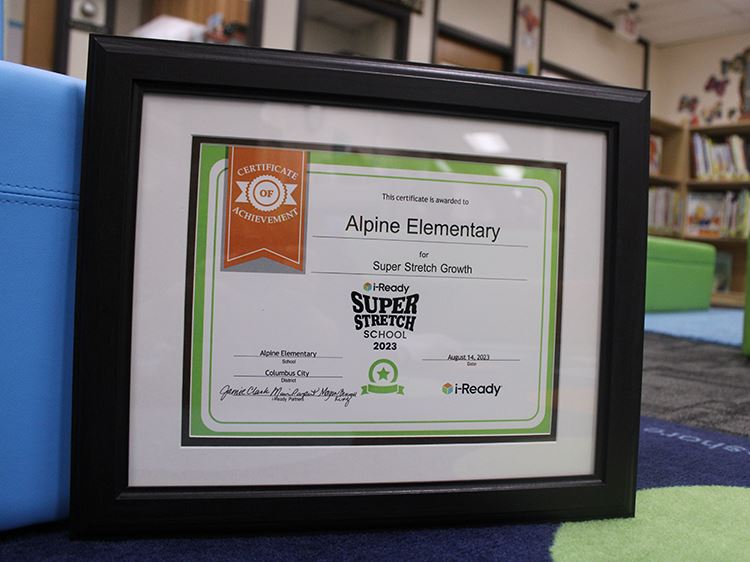 CERTIFICATE
OF
ACHIEVEMENT
This certificate is awarded to
Alpine Elementary
for
Super Stretch Growth
i-Ready
SUPER
STRETCH
SCHOOL
2023
Alpine Elementary
School
Columbus City
District
i-Ready Partners
August 14, 2023
Date
i-Ready